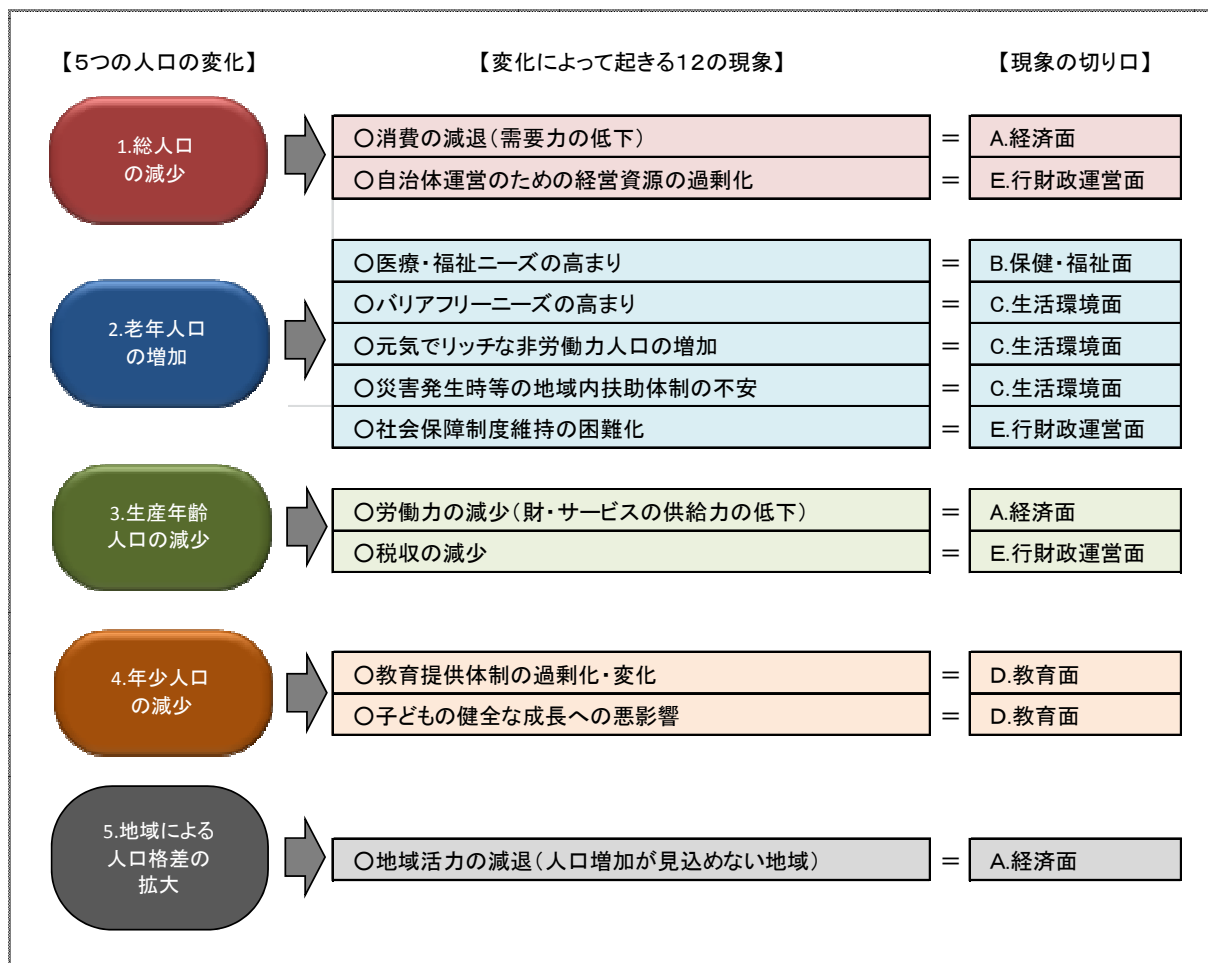 【5つの人口の変化】 【変化によって起きる12の現象】 【現象の切り口】
1.総人口
の減少
○消費の減退(需要力の低下) = A.経済面
○自治体運営のための経営資源の過剰化 = E.行財政運営面
2.老年人口
の増加
○医療・福祉ニーズの高まり = B.保健・福祉面
○バリアフリーニーズの高まり = C.生活環境面
○元気でリッチな非労働力人口の増加 = C.生活環境面
○災害発生時等の地域内扶助体制の不安 = C.生活環境面
○社会保障制度維持の困難化 = E.行財政運営面
3.生産年齢
人口の減少
○労働力の減少(財・サービスの供給力の低下) = A.経済面
○税収の減少 = E.行財政運営面
4.年少人口
の減少
○教育提供体制の過剰化・変化 = D.教育面
○子どもの健全な成長への悪影響 = D.教育面
5.地域による
人口格差の
拡大
○地域活力の減退(人口増加が見込めない地域) = A.経済面